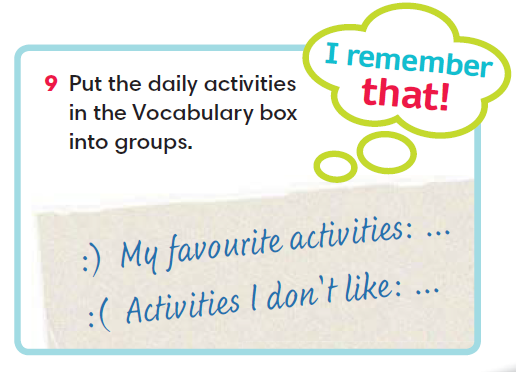 I remember
that!
9 Put the daily activities
in the Vocabulary box
into groups.
:) My favourite activities: ...
:( Activities I don't like: ...